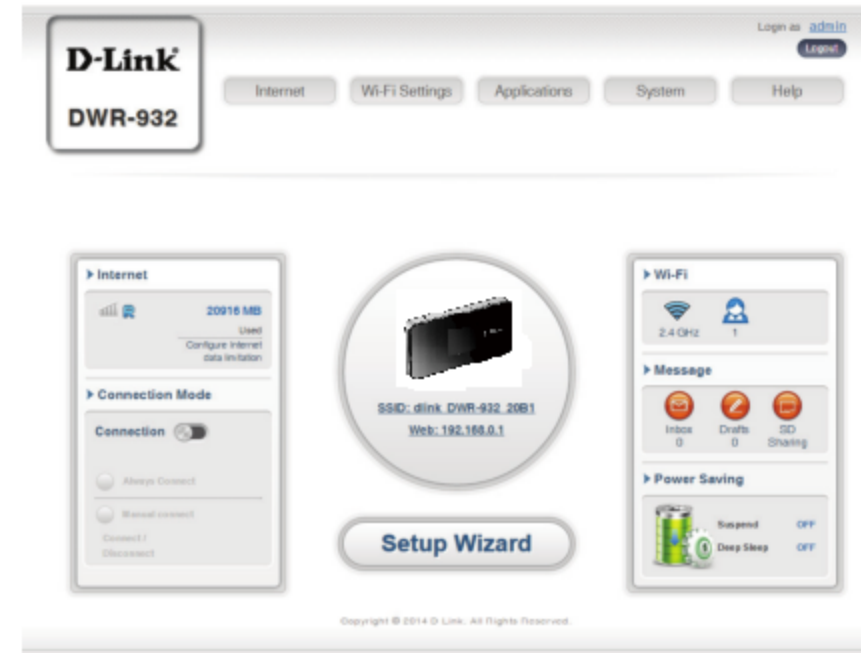 D-Link
DWR-932
Login as admin
Logout
Internet
Wi-Fi Settings
Applications
System
Help
Internet
20916 MB
Used
Configure Internet
data limitation
Connection Mode
Connection
Always Connect
Manual connect
Connect /
Disconnect
SSID: dlink_DWR-932_20B1
Web: 192.168.0.1
Setup Wizard
Wi-Fi
2.4 GHz
1
Message
Inbox
0
Drafts
0
SD
Sharing
Power Saving
Suspend OFF
Deep Sleep OFF
Copyright © 2014 D-Link. All Rights Reserved.